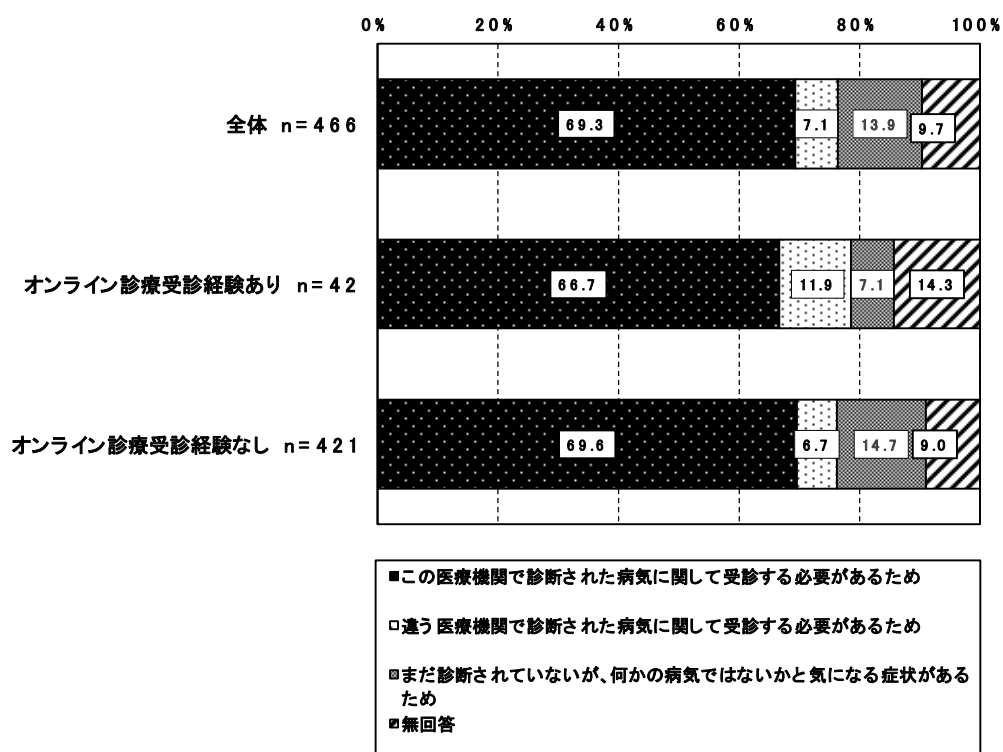 0% 20% 40% 60% 80% 100%
全体 n=466
69.3 7.1 13.9 9.7
オンライン診療受診経験あり n=42
66.7 11.9 7.1 14.3
オンライン診療受診経験なし n=421
69.6 6.7 14.7 9.0
この医療機関で診断された病気に関して受診する必要があるため
違う医療機関で診断された病気に関して受診する必要があるため
まだ診断されていないが、何かの病気ではないかと気になる症状がある
ため
無回答